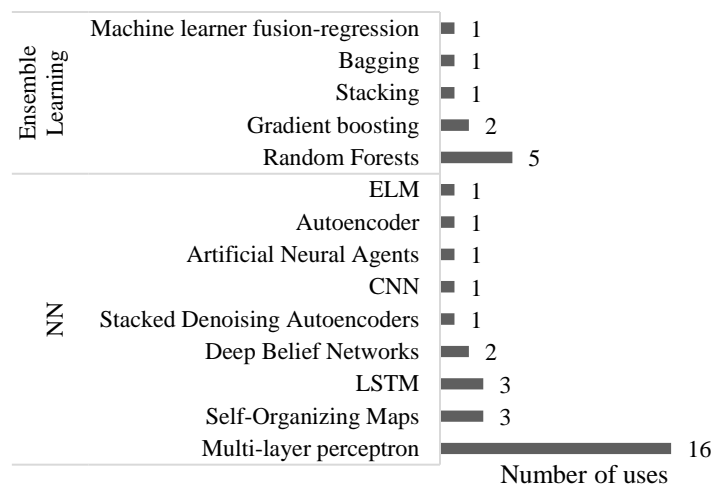 Ensemble
Learning
Machine learner fusion-regression 1
Bagging 1
Stacking 1
Gradient boosting 2
Random Forests 5
NN
ELM 1
Autoencoder 1
Artificial Neural Agents 1
CNN 1
Stacked Denoising Autoencoders 1
Deep Belief Networks 2
LSTM 3
Self-Organizing Maps 3
Multi-layer perceptron 16
Number of uses